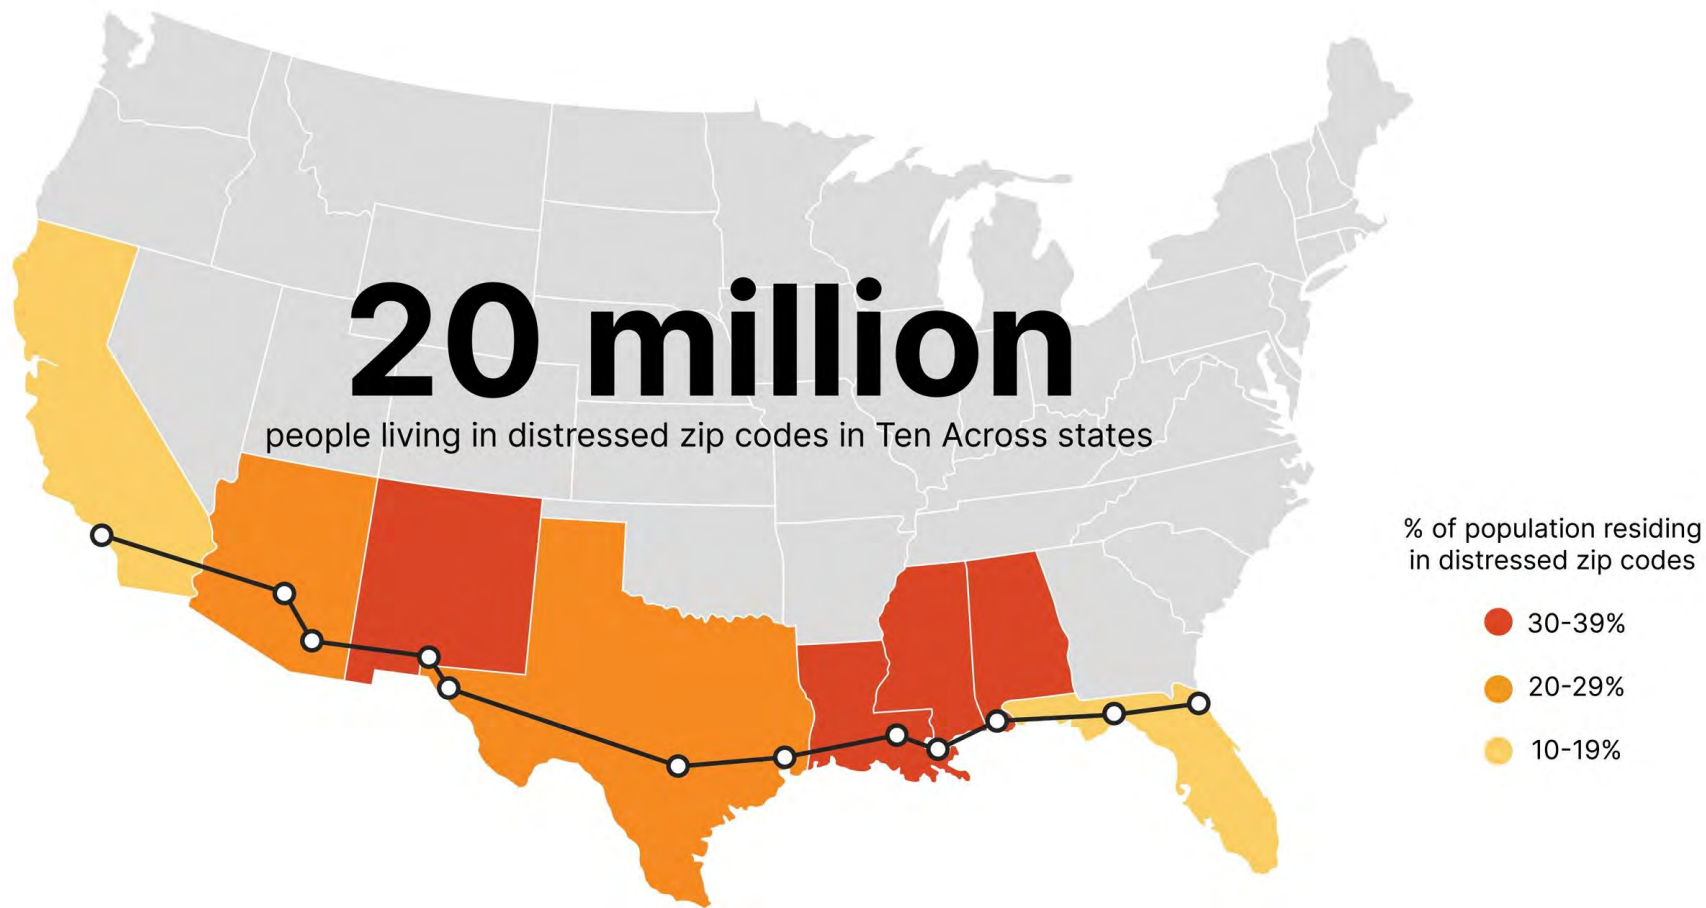 20 million
people living in distressed zip codes in Ten Across states
% of population residing
in distressed zip codes
30-39%
20-29%
10-19%